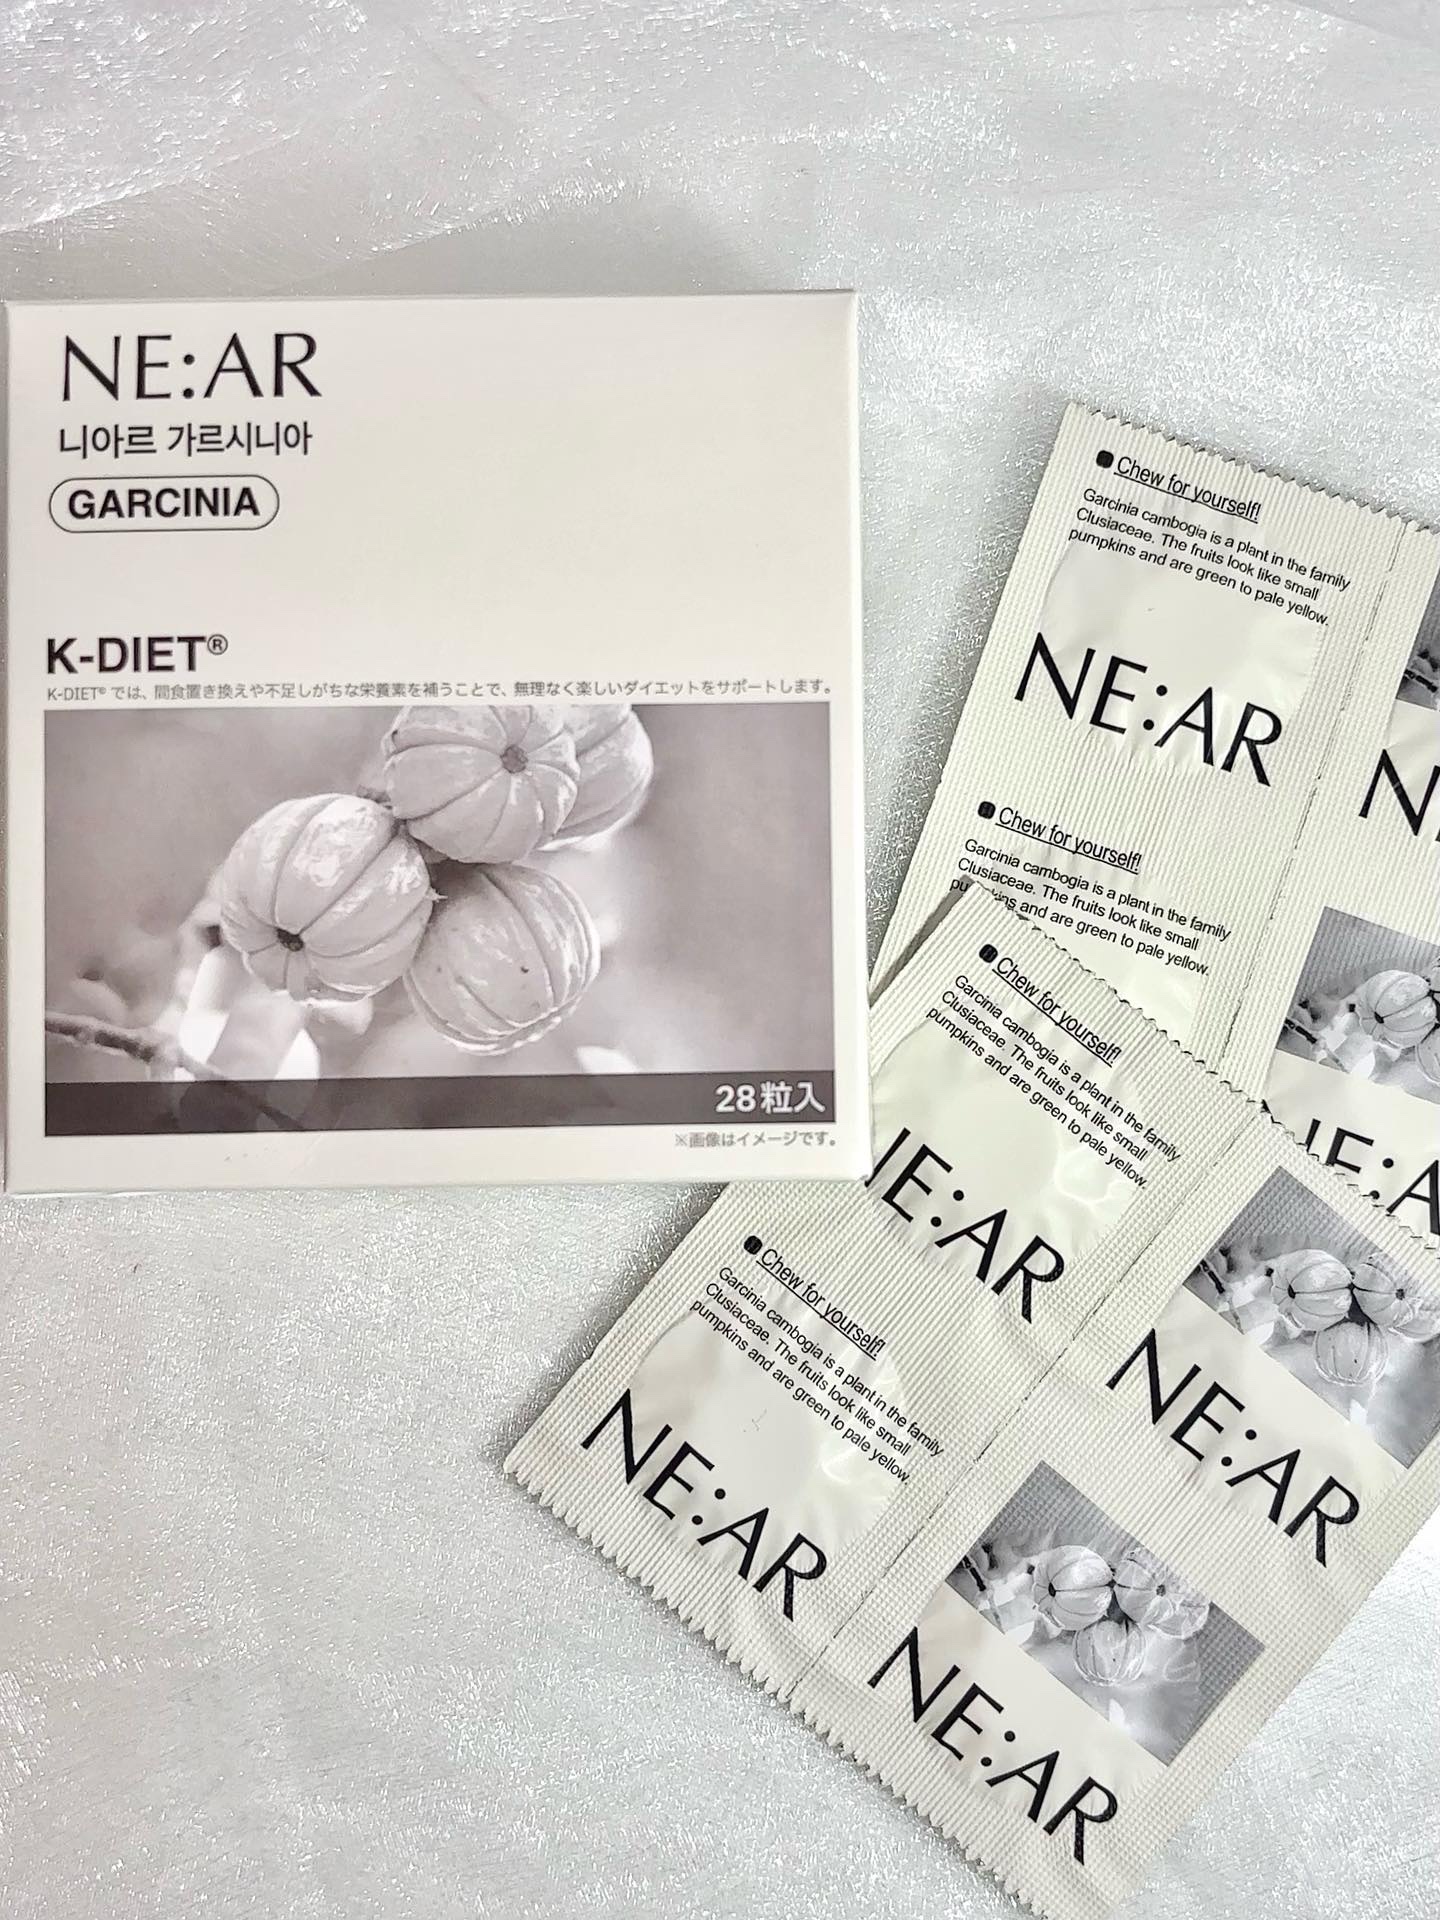 NE:AR
니아르 가르시니아
GARCINIA
K-DIET®
K-DIET® では、間食置き換えや不足しがちな栄養素を補うことで、無理なく楽しいダイエットをサポートします。
28粒入
※画像はイメージです。
Chew for yourself!
Garcinia cambogia is a plant in the family
Clusiaceae. The fruits look like small
pumpkins and are green to pale yellow.
NE:AR
Chew for yourself!
Garcinia cambogia is a plant in the family
Clusiaceae. The fruits look like small
pumpkins and are green to pale yellow.
Chew for yourself!
Garcinia cambogia is a plant in the family
Clusiaceae. The fruits look like small
pumpkins and are green to pale yellow.
NE:AR
NE:AR
Chew for yourself!
Garcinia cambogia is a plant in the family
Clusiaceae. The fruits look like small
pumpkins and are green to pale yellow.
NE:AR
NE:AR